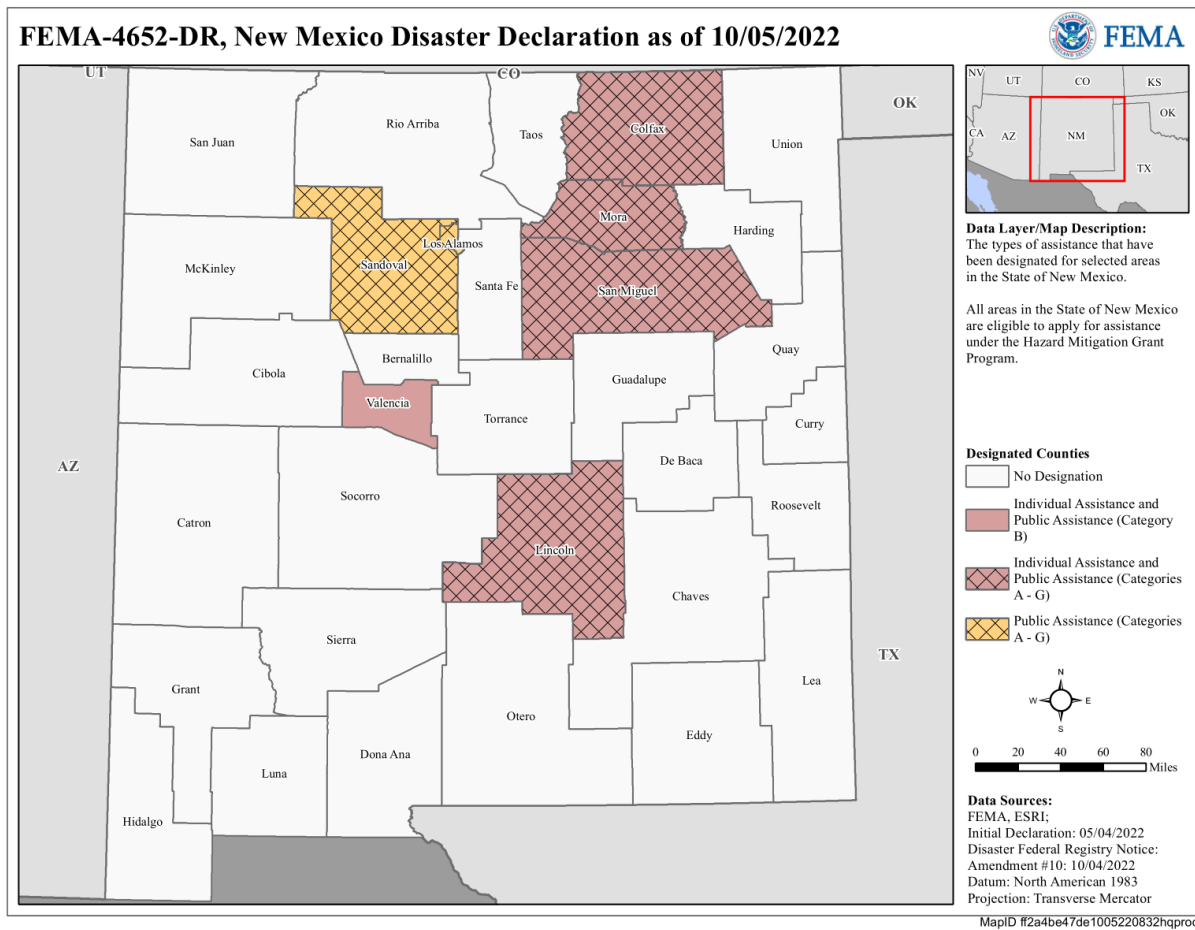 FEMA-4652-DR, New Mexico Disaster Declaration as of 10/05/2022
FEMA
UT
CO
OK
AZ
TX
San Juan
Rio Arriba
Taos
Colfax
Union
Mora
Harding
Los Alamos
McKinley
Sandoval
Santa Fe
San Miguel
Bernalillo
Quay
Cibola
Guadalupe
Valencia
Torrance
Curry
De Baca
Socorro
Roosevelt
Catron
Lincoln
Chaves
Sierra
Grant
Lea
Otero
Eddy
Dona Ana
Luna
Hidalgo
NV
UT
CO
KS
OK
CA
AZ
NM
TX
Data Layer/Map Description:
The types of assistance that have
been designated for selected areas
in the State of New Mexico.
All areas in the State of New Mexico
are eligible to apply for assistance
under the Hazard Mitigation Grant
Program.
Designated Counties
No Designation
Individual Assistance and
Public Assistance (Category
B)
Individual Assistance and
Public Assistance (Categories
A - G)
Public Assistance (Categories
A - G)
N
W E
S
0 20 40 60 80
Miles
Data Sources:
FEMA, ESRI;
Initial Declaration: 05/04/2022
Disaster Federal Registry Notice:
Amendment #10: 10/04/2022
Datum: North American 1983
Projection: Transverse Mercator
MapID ff2a4be47de1005220832hqprod